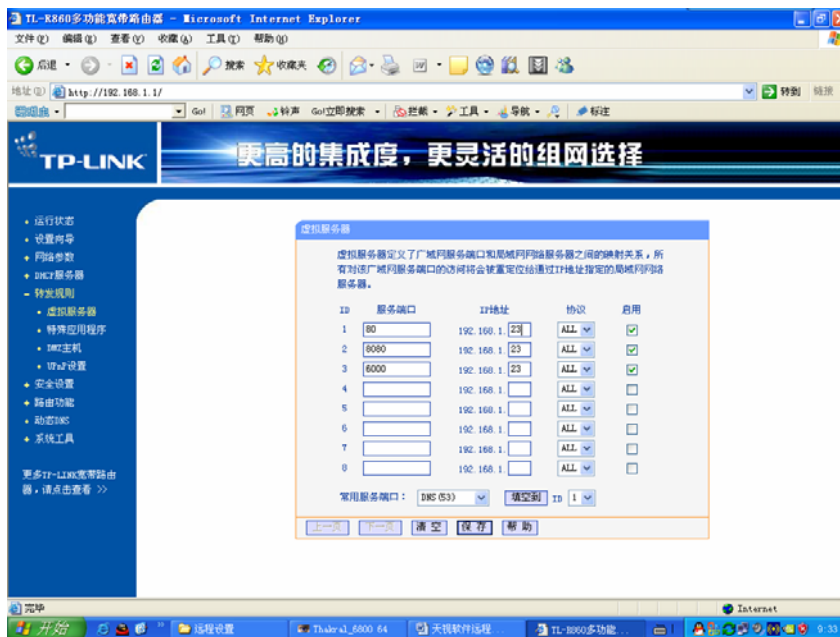 TL-R860多功能宽带路由器 - Microsoft Internet Explorer
文件(F) 编辑(E) 查看(V) 收藏(A) 工具(T) 帮助(H)
后退 搜索 收藏夹
地址(D) http://192.168.1.1/ 转到 链接
Go! 网页 铃声 Go!立即搜索 拦截 工具 导航 标注
TP-LINK 更高的集成度，更灵活的组网选择
运行状态
设置向导
网络参数
DHCP服务器
转发规则
虚拟服务器
特殊应用程序
DMZ主机
UPnP设置
安全设置
路由功能
动态DNS
系统工具
更多TP-LINK宽带路由
器，请点击查看 >>
虚拟服务器
虚拟服务器定义了广域网服务端口和局域网网络服务器之间的映射关系，所
有对该广域网服务端口的访问将会被重定位给通过IP地址指定的局域网网络
服务器。
ID 服务端口 IP地址 协议 启用
1 80 192.168.1.23 ALL
2 8080 192.168.1.23 ALL
3 6000 192.168.1.23 ALL
4 192.168.1. ALL
5 192.168.1. ALL
6 192.168.1. ALL
7 192.168.1. ALL
8 192.168.1. ALL
常用服务端口： DNS(53) 填空到 ID 1
上一页 下一页 清 空 保 存 帮 助
完毕 Internet
开始 远程设置 Thakral_6800 64 天视软件远程... TL-R860多功能... 9:33